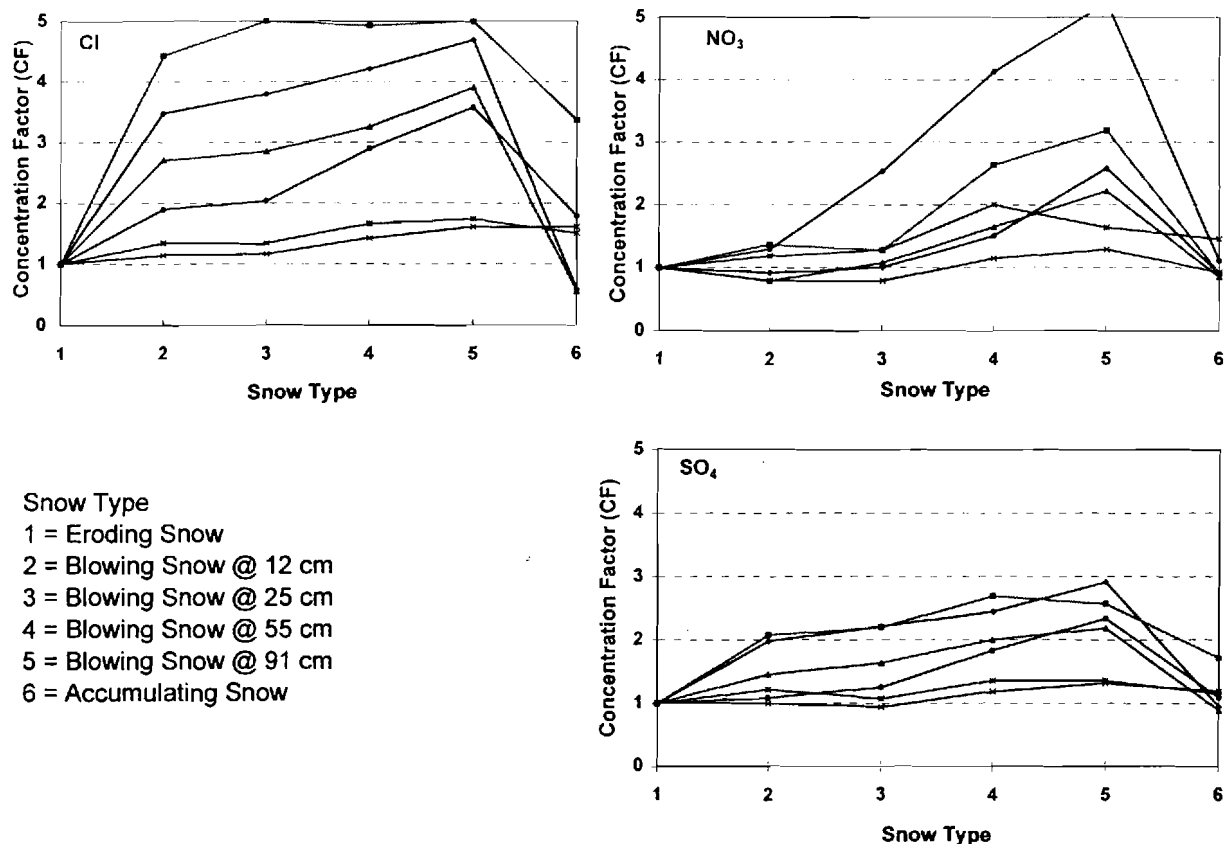 Cl
Concentration Factor (CF)
5
4
3
2
1
0
1 2 3 4 5 6
Snow Type
NO₃
Concentration Factor (CF)
5
4
3
2
1
0
1 2 3 4 5 6
Snow Type
Snow Type
1 = Eroding Snow
2 = Blowing Snow @ 12 cm
3 = Blowing Snow @ 25 cm
4 = Blowing Snow @ 55 cm
5 = Blowing Snow @ 91 cm
6 = Accumulating Snow
SO₄
Concentration Factor (CF)
5
4
3
2
1
0
1 2 3 4 5 6
Snow Type